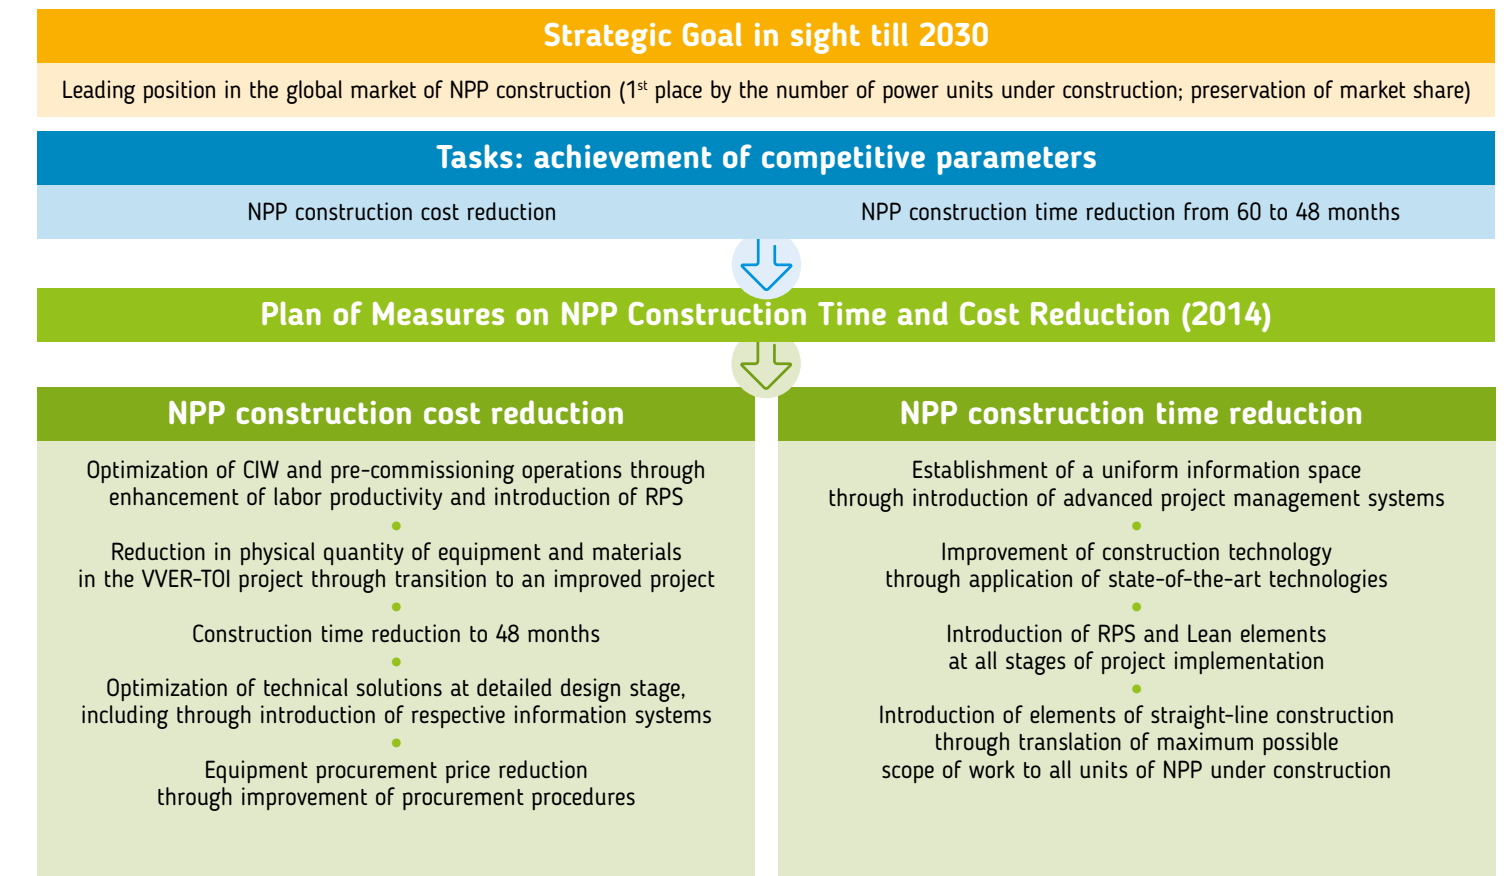 Strategic Goal in sight till 2030
Leading position in the global market of NPP construction (1st place by the number of power units under construction; preservation of market share)
Tasks: achievement of competitive parameters
NPP construction cost reduction
NPP construction time reduction from 60 to 48 months
Plan of Measures on NPP Construction Time and Cost Reduction (2014)
NPP construction cost reduction
Optimization of CIW and pre-commissioning operations through
enhancement of labor productivity and introduction of RPS
•
Reduction in physical quantity of equipment and materials
in the VVER-TOI project through transition to an improved project
•
Construction time reduction to 48 months
•
Optimization of technical solutions at detailed design stage,
including through introduction of respective information systems
•
Equipment procurement price reduction
through improvement of procurement procedures
NPP construction time reduction
Establishment of a uniform information space
through introduction of advanced project management systems
•
Improvement of construction technology
through application of state-of-the-art technologies
•
Introduction of RPS and Lean elements
at all stages of project implementation
•
Introduction of elements of straight-line construction
through translation of maximum possible
scope of work to all units of NPP under construction